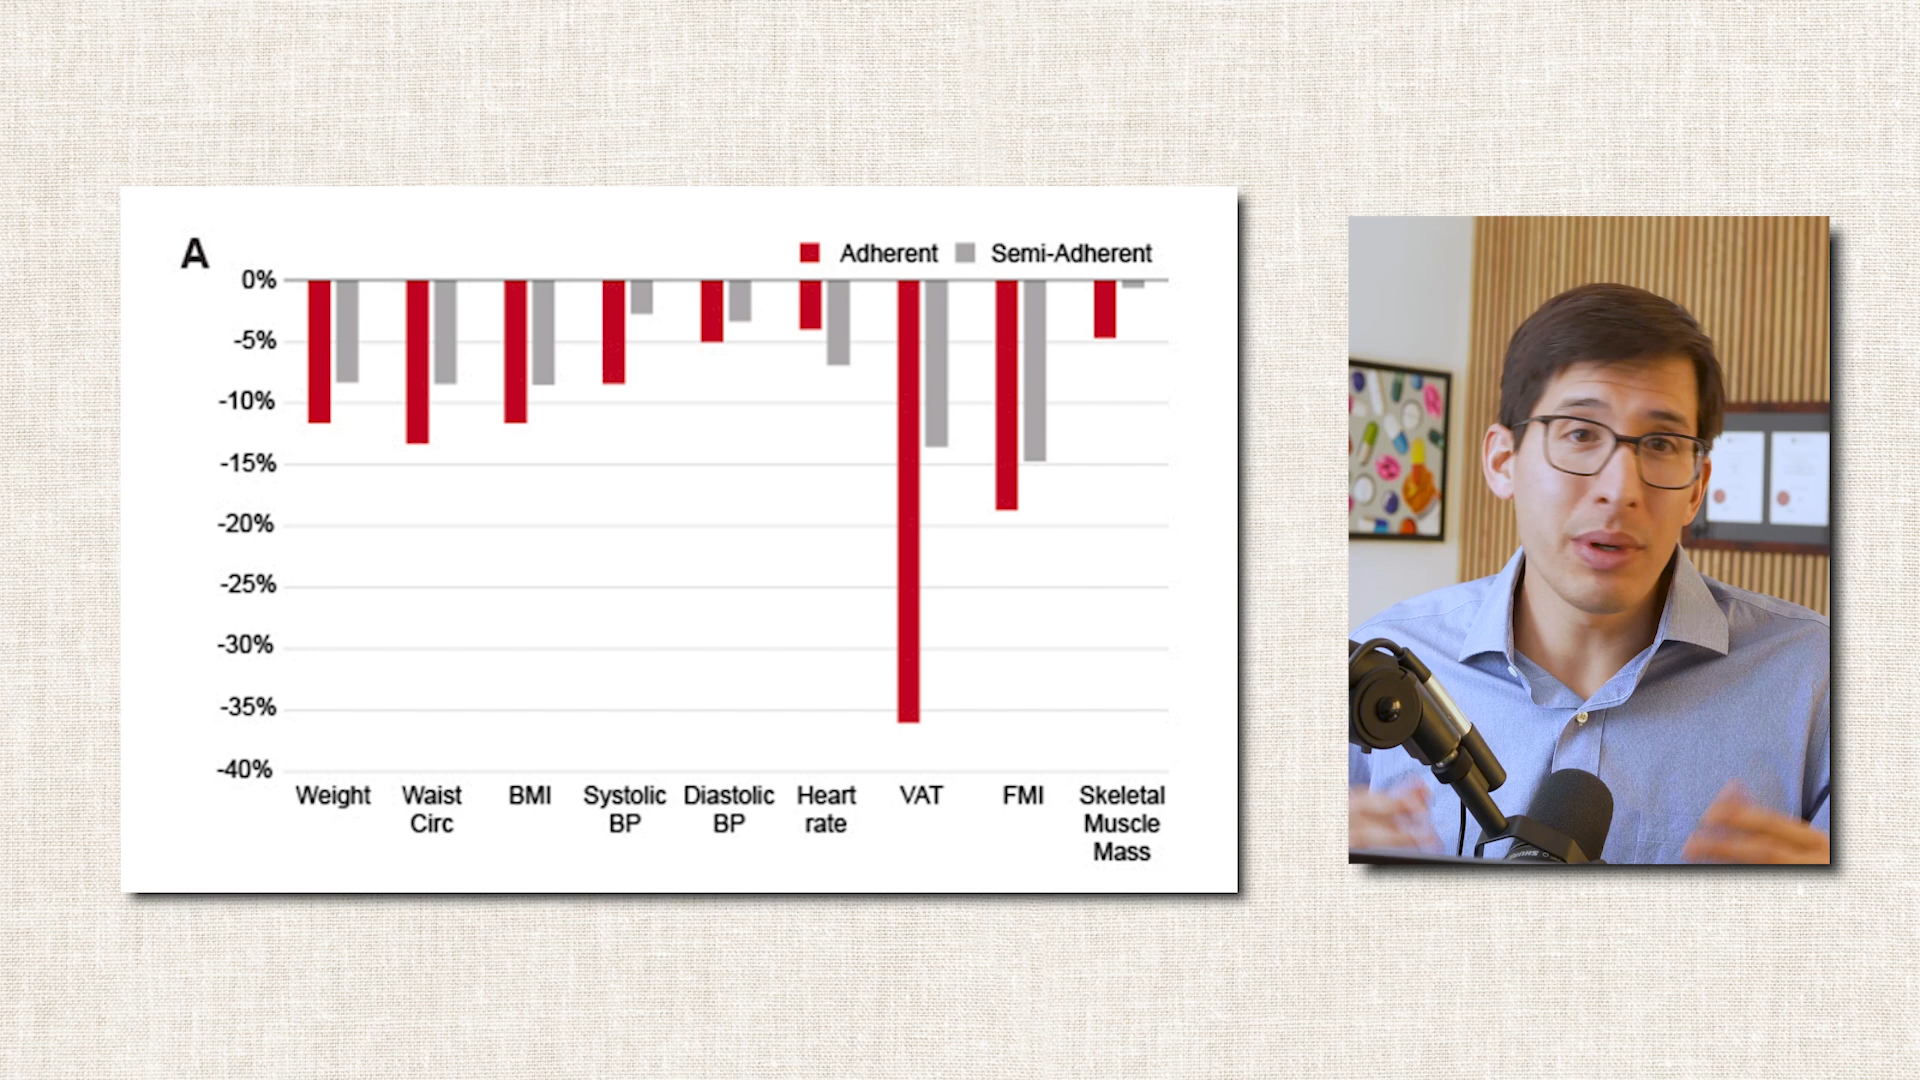 A
Adherent
Semi-Adherent
0%
-5%
-10%
-15%
-20%
-25%
-30%
-35%
-40%
Weight
Waist
Circ
BMI
Systolic
BP
Diastolic
BP
Heart
rate
VAT
FMI
Skeletal
Muscle
Mass